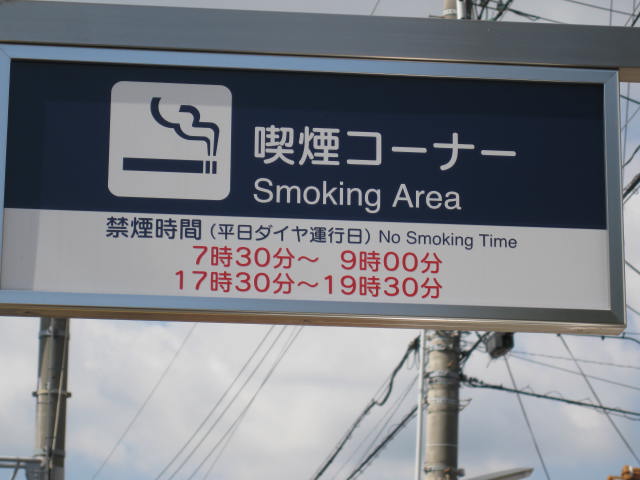 喫煙コーナー
Smoking Area
禁煙時間（平日ダイヤ運行日）No Smoking Time
7時30分～ 9時00分
17時30分～19時30分